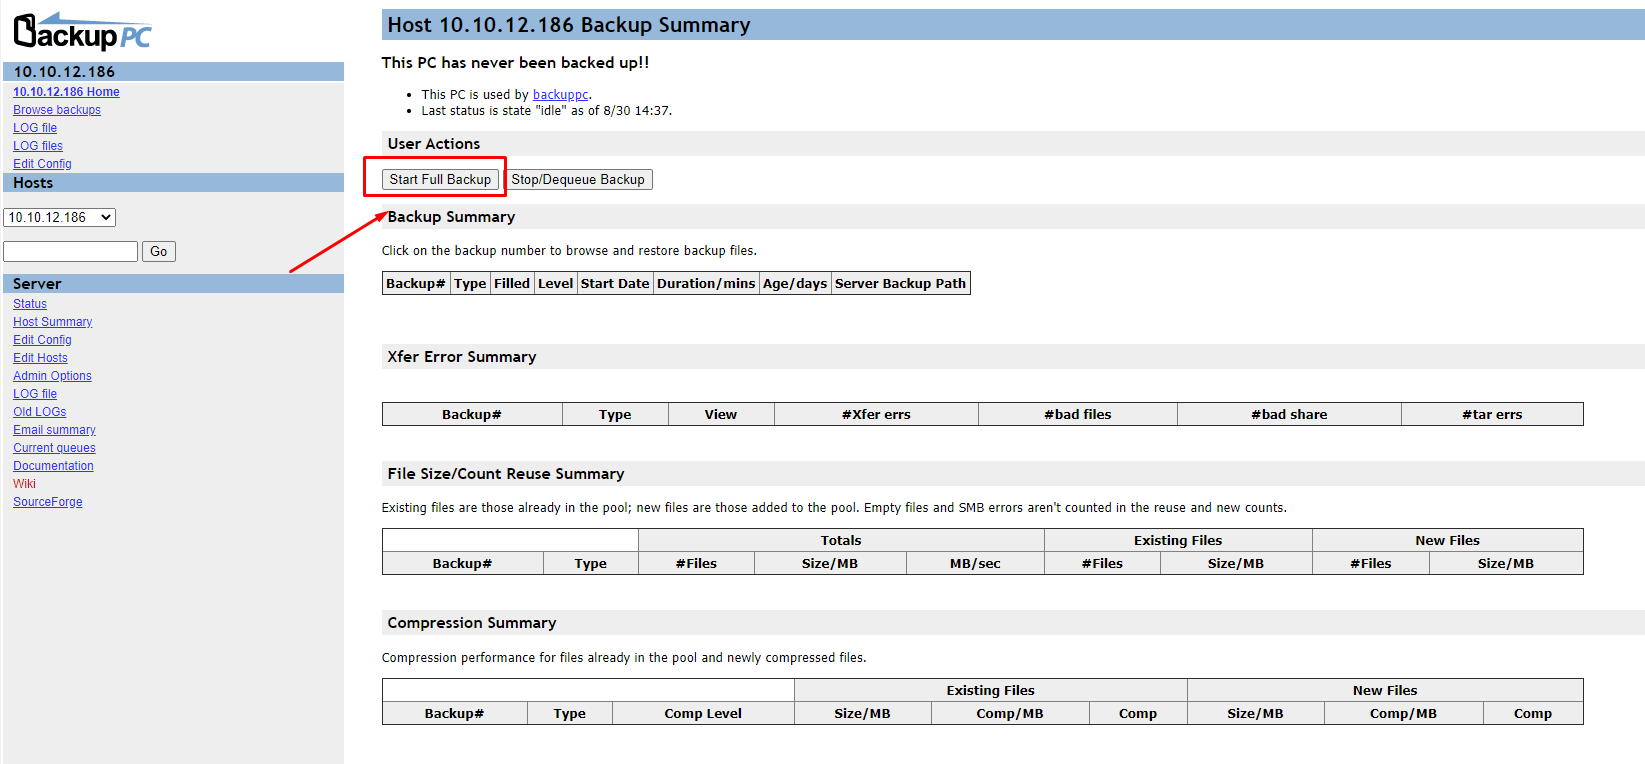 BackupPC
10.10.12.186
10.10.12.186 Home
Browse backups
LOG file
LOG files
Edit Config
Hosts
10.10.12.186
Go
Server
Status
Host Summary
Edit Config
Edit Hosts
Admin Options
LOG file
Old LOGs
Email summary
Current queues
Documentation
Wiki
SourceForge
Host 10.10.12.186 Backup Summary
This PC has never been backed up!!
• This PC is used by backuppc.
• Last status is state "idle" as of 8/30 14:37.
User Actions
Start Full Backup Stop/Dequeue Backup
Backup Summary
Click on the backup number to browse and restore backup files.
Backup# Type Filled Level Start Date Duration/mins Age/days Server Backup Path
Xfer Error Summary
Backup# Type View #Xfer errs #bad files #bad share #tar errs
File Size/Count Reuse Summary
Existing files are those already in the pool; new files are those added to the pool. Empty files and SMB errors aren't counted in the reuse and new counts.
Totals Existing Files New Files
Backup# Type #Files Size/MB MB/sec #Files Size/MB #Files Size/MB
Compression Summary
Compression performance for files already in the pool and newly compressed files.
Existing Files New Files
Backup# Type Comp Level Size/MB Comp/MB Comp Size/MB Comp/MB Comp